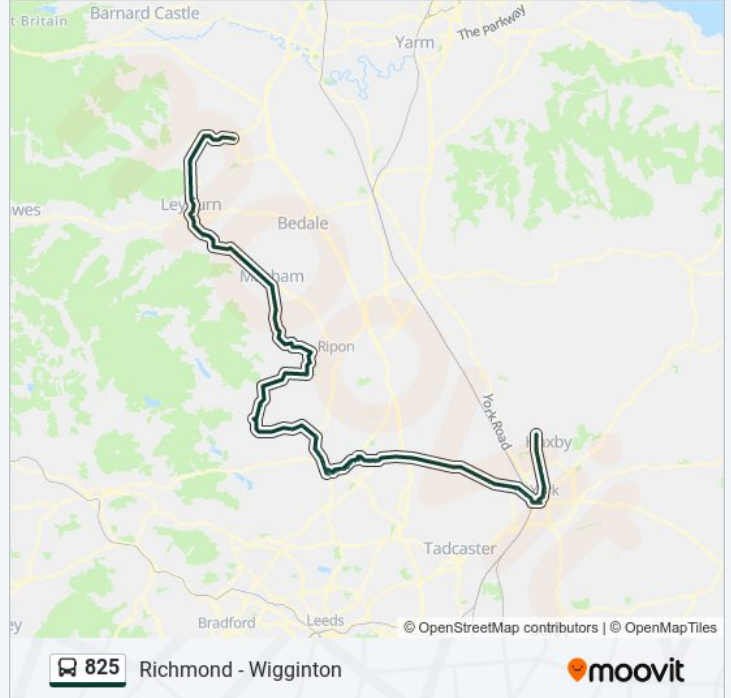 Barnard Castle
t Britain
Yarm
The Parkway
Leyburn
wes
Bedale
Masham
Ripon
York Road
Haxby
York
Tadcaster
ey
Bradford
Leeds
© OpenStreetMap contributors | © OpenMapTiles
825 Richmond - Wigginton
moovit